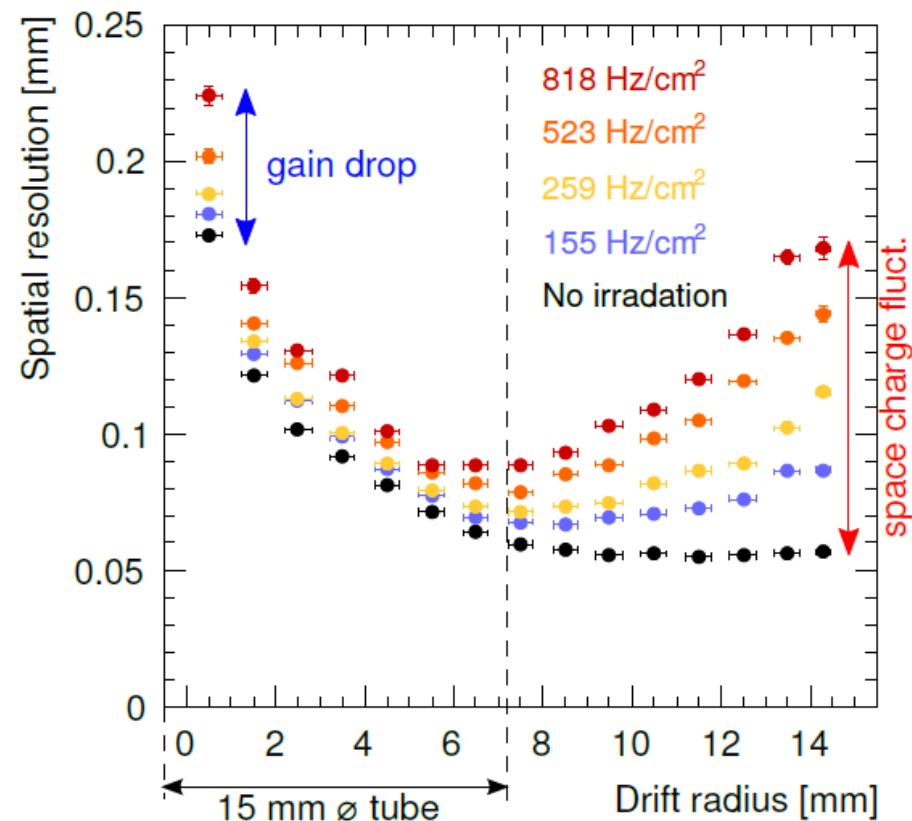 Spatial resolution [mm]
0.25
0.2
0.15
0.1
0.05
0
818 Hz/cm²
523 Hz/cm²
259 Hz/cm²
155 Hz/cm²
No irradation
gain drop
space charge fluct.
0 2 4 6 8 10 12 14
15 mm ø tube
Drift radius [mm]